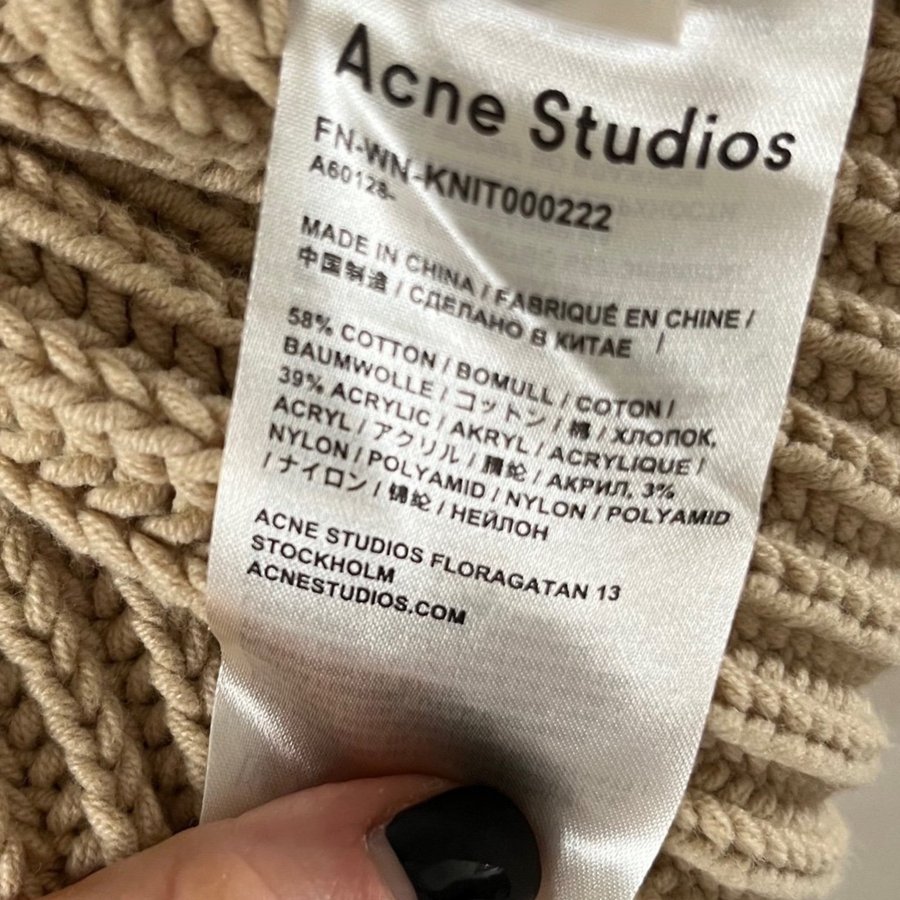 Acne Studios
FN-WN-KNIT000222
A60128-
MADE IN CHINA / FABRIQUÉ EN CHINE /
中国制造 / СДЕЛАНО В КИТАЕ /
58% COTTON / BOMULL / COTON /
BAUMWOLLE / コットン / 棉 / ХЛОПОК,
39% ACRYLIC / AKRYL / ACRYLIQUE /
ACRYL / アクリル / 腈纶 / АКРИЛ, 3%
NYLON / POLYAMID / NYLON / POLYAMID
/ ナイロン / 锦纶 / НЕЙЛОН
ACNE STUDIOS FLORAGATAN 13
STOCKHOLM
ACNESTUDIOS.COM